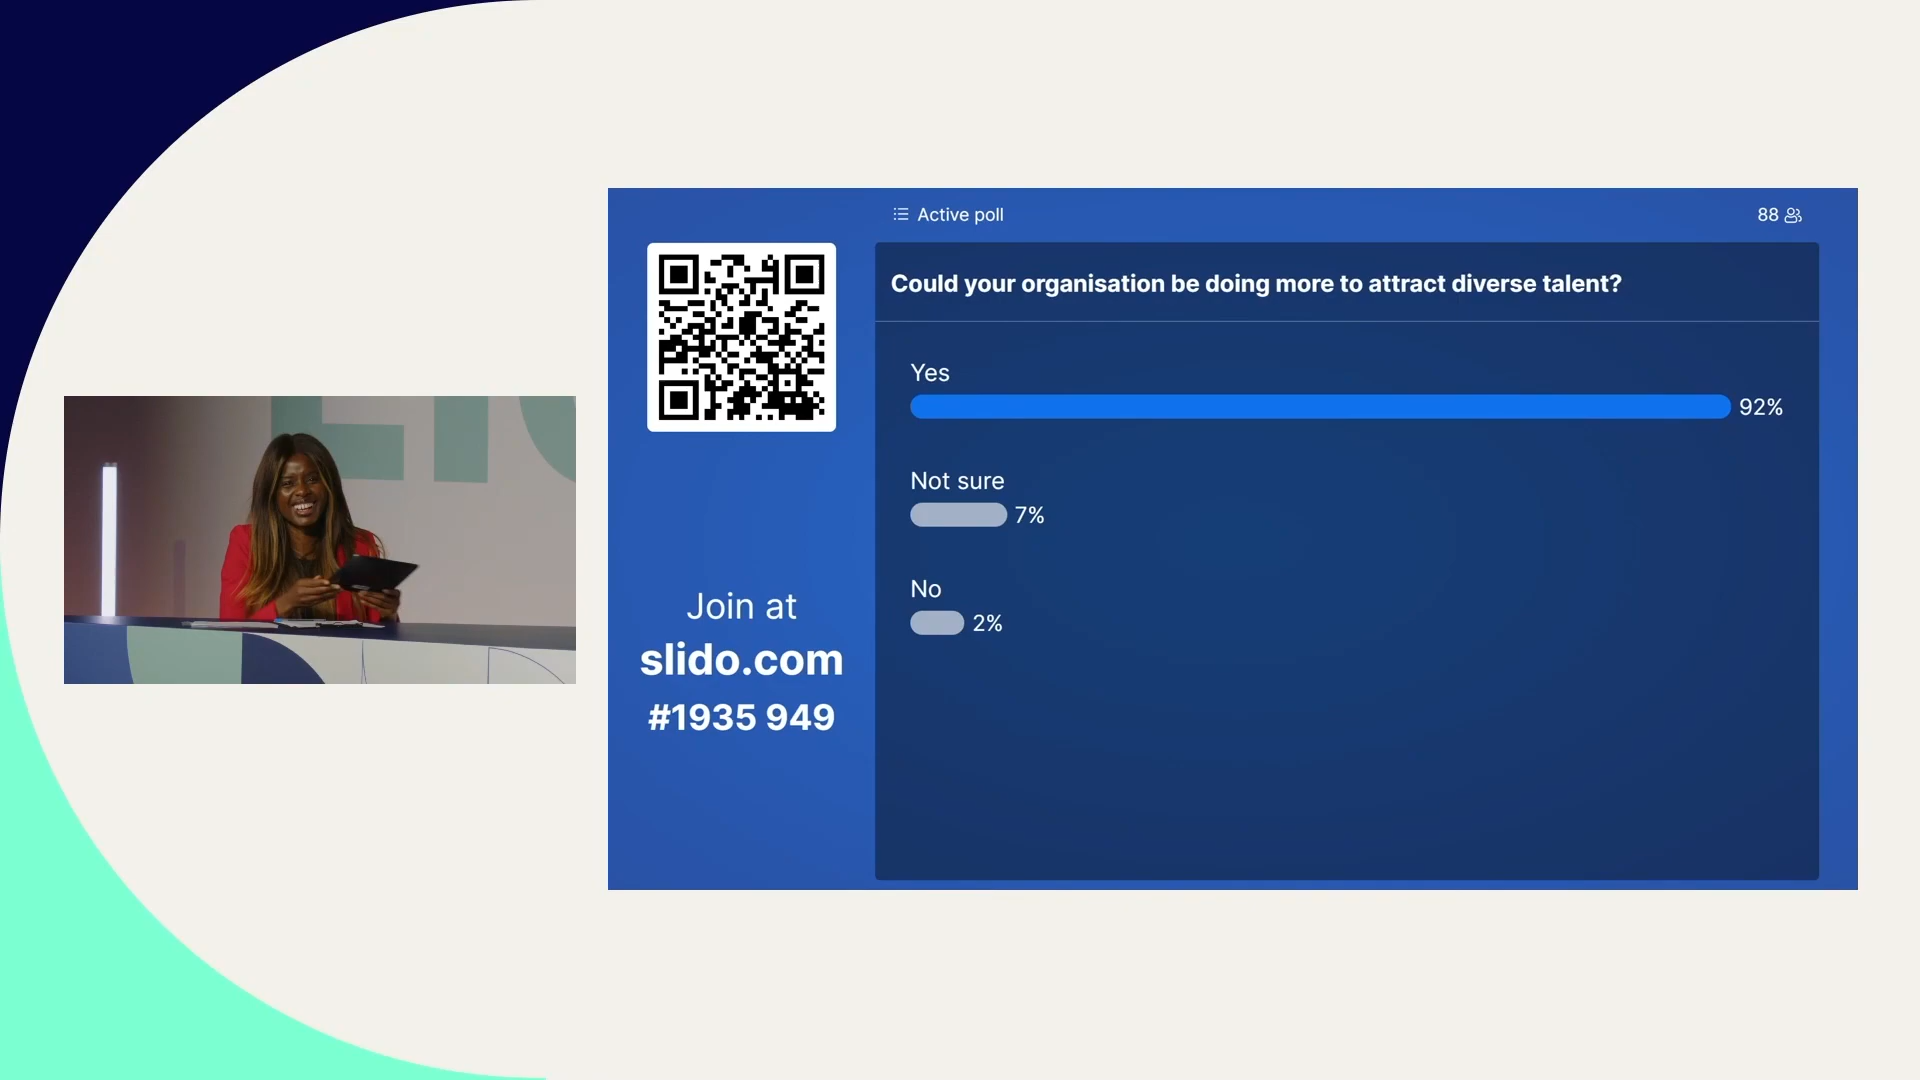 Active poll
88
Could your organisation be doing more to attract diverse talent?
Yes
92%
Not sure
7%
No
2%
Join at
slido.com
#1935 949